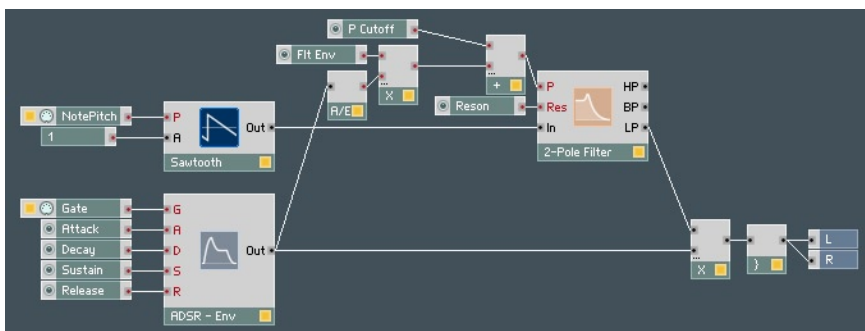 P Cutoff
Flt Env
...
X
...
+
A/E
Reson
P
Res
In
HP
BP
LP
2-Pole Filter
NotePitch
1
P
A
Out
Sawtooth
Gate
Attack
Decay
Sustain
Release
G
A
D
S
R
Out
ADSR - Env
...
X
}
L
R